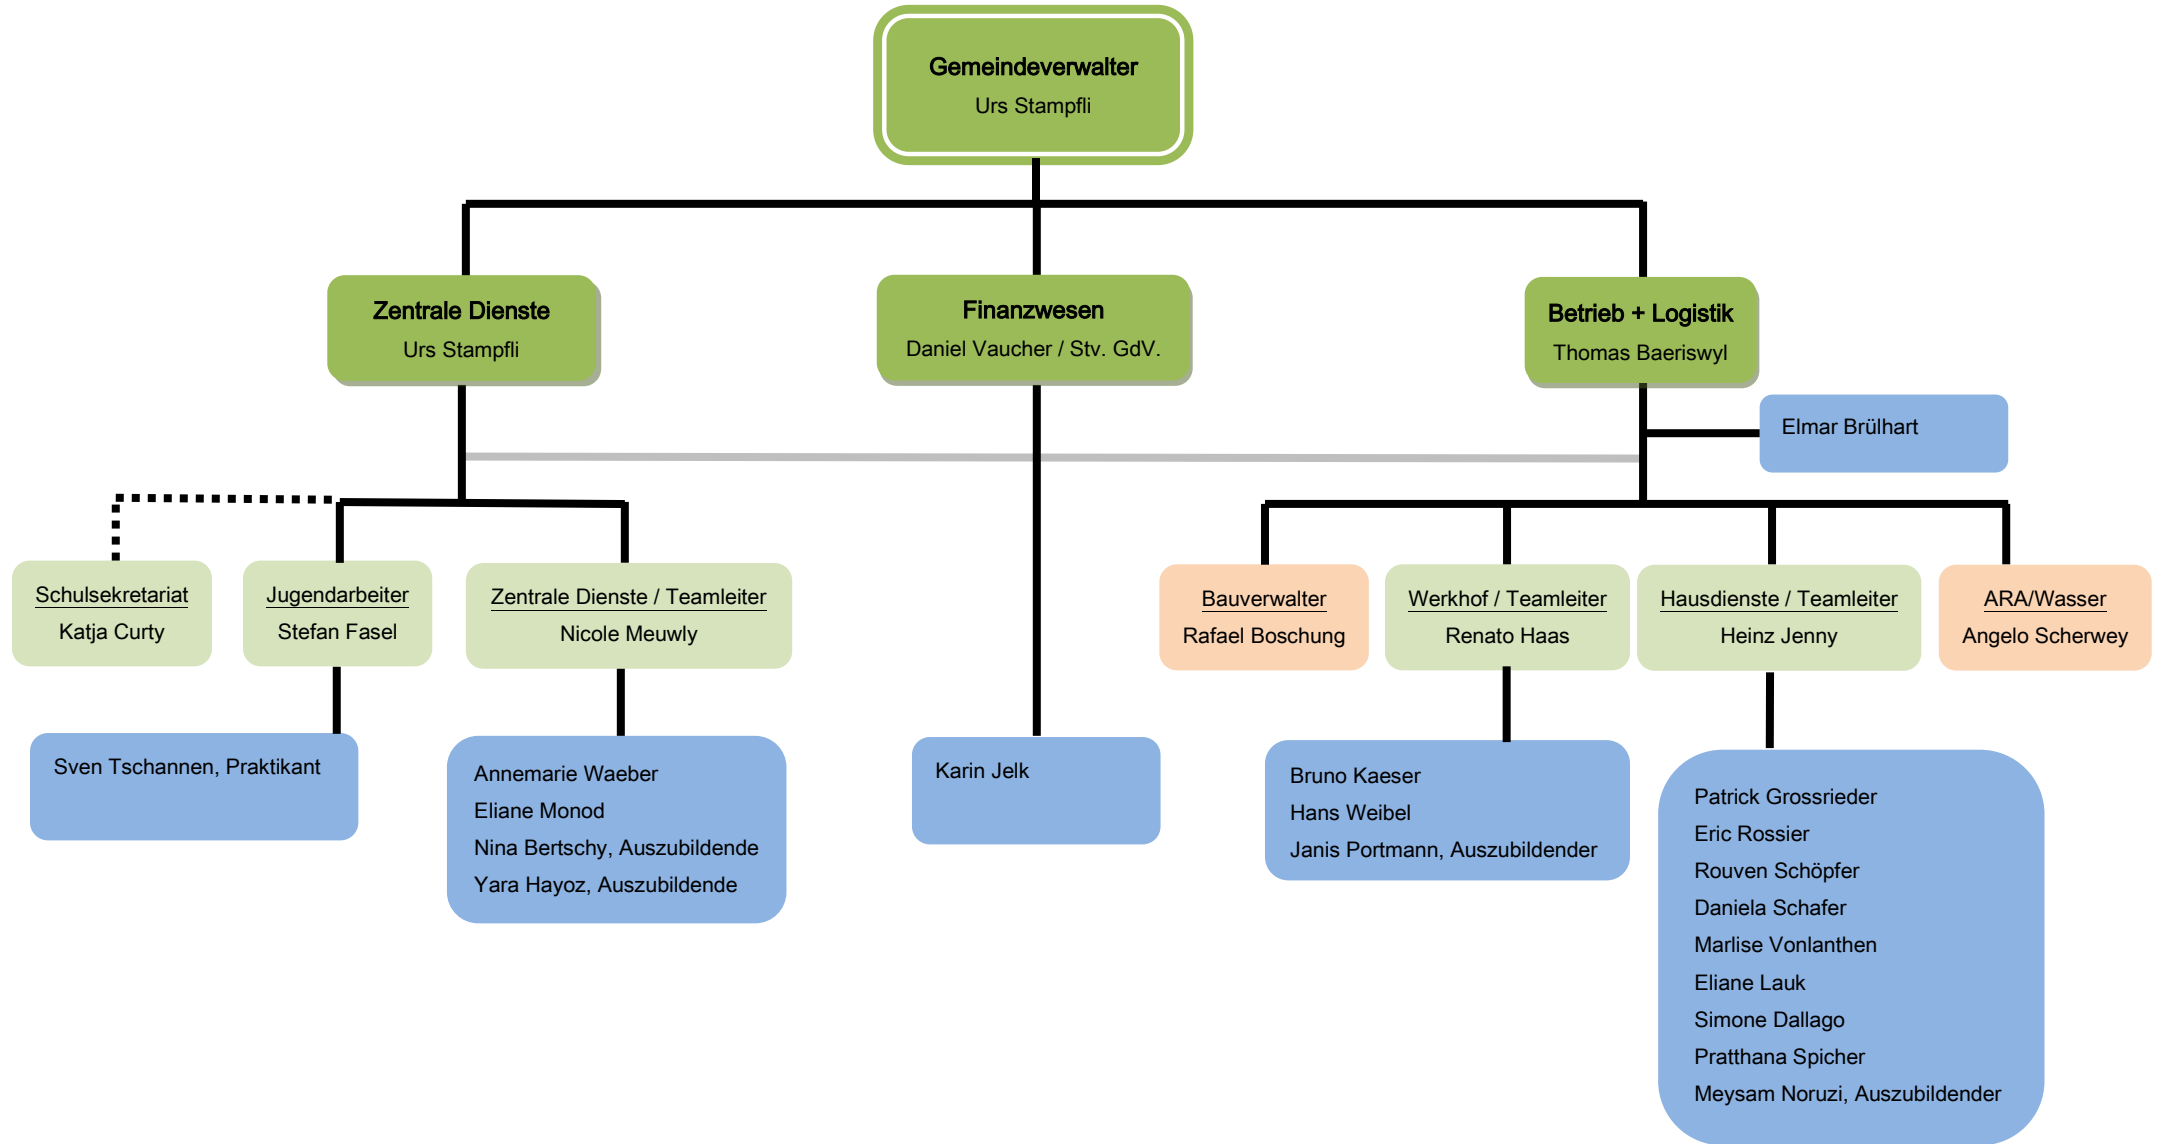 Gemeindeverwalter
Urs Stampfli
Zentrale Dienste
Urs Stampfli
Finanzwesen
Daniel Vaucher / Stv. GdV.
Betrieb + Logistik
Thomas Baeriswyl
Elmar Brülhart
Schulsekretariat
Katja Curty
Jugendarbeiter
Stefan Fasel
Zentrale Dienste / Teamleiter
Nicole Meuwly
Bauverwalter
Rafael Boschung
Werkhof / Teamleiter
Renato Haas
Hausdienste / Teamleiter
Heinz Jenny
ARA/Wasser
Angelo Scherwey
Sven Tschannen, Praktikant
Annemarie Waeber
Eliane Monod
Nina Bertschy, Auszubildende
Yara Hayoz, Auszubildende
Karin Jelk
Bruno Kaeser
Hans Weibel
Janis Portmann, Auszubildender
Patrick Grossrieder
Eric Rossier
Rouven Schöpfer
Daniela Schafer
Marlise Vonlanthen
Eliane Lauk
Simone Dallago
Pratthana Spicher
Meysam Noruzi, Auszubildender